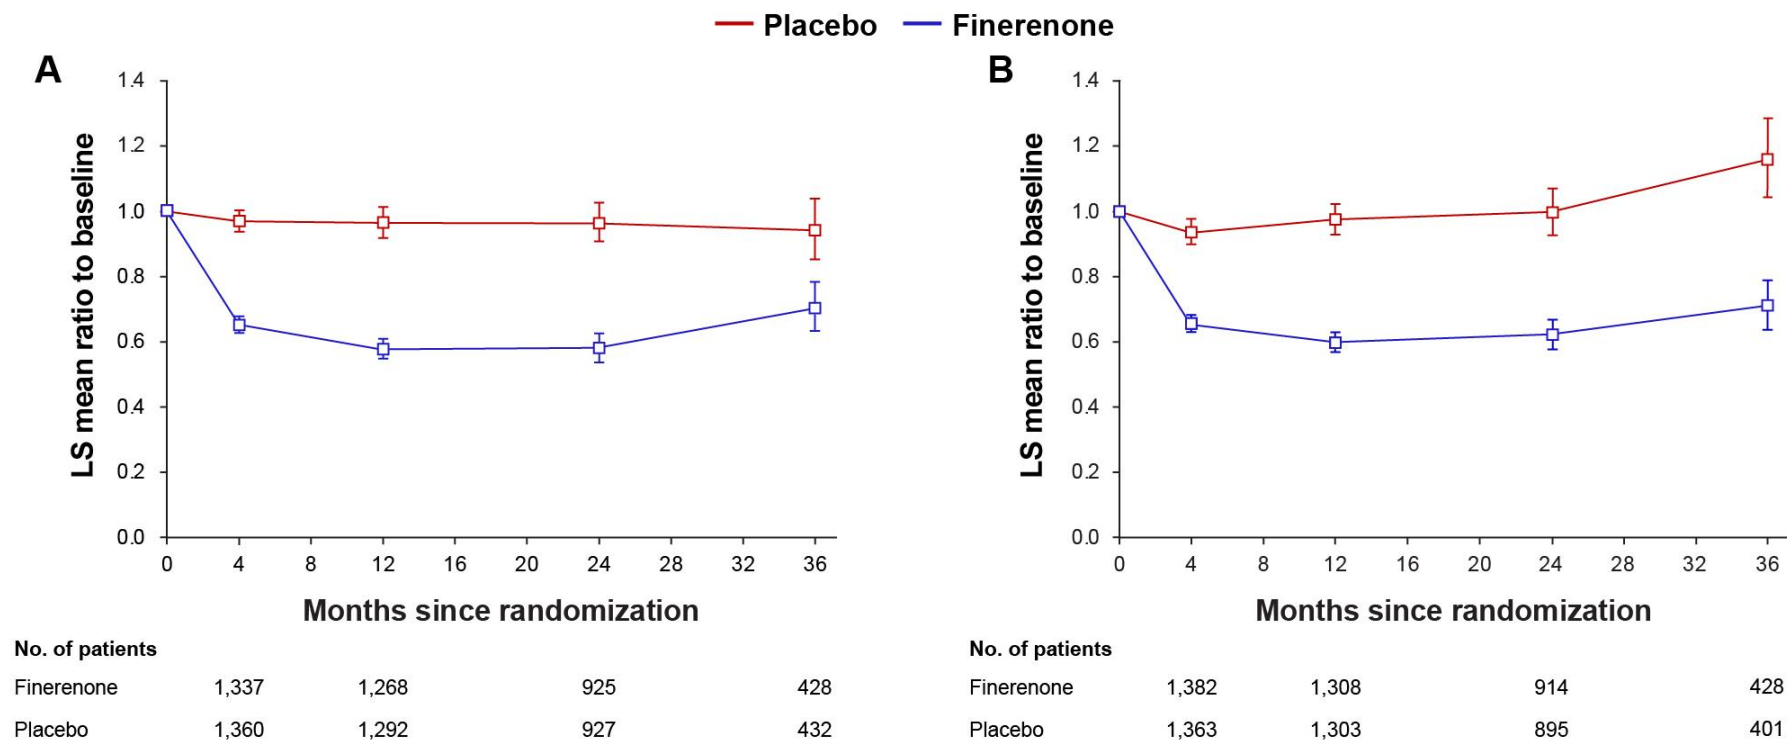 Placebo Finerenone
A
LS mean ratio to baseline
1.4
1.2
1.0
0.8
0.6
0.4
0.2
0.0
0 4 8 12 16 20 24 28 32 36
Months since randomization
No. of patients
Finerenone 1,337 1,268 925 428
Placebo 1,360 1,292 927 432
B
LS mean ratio to baseline
1.4
1.2
1.0
0.8
0.6
0.4
0.2
0.0
0 4 8 12 16 20 24 28 32 36
Months since randomization
No. of patients
Finerenone 1,382 1,308 914 428
Placebo 1,363 1,303 895 401